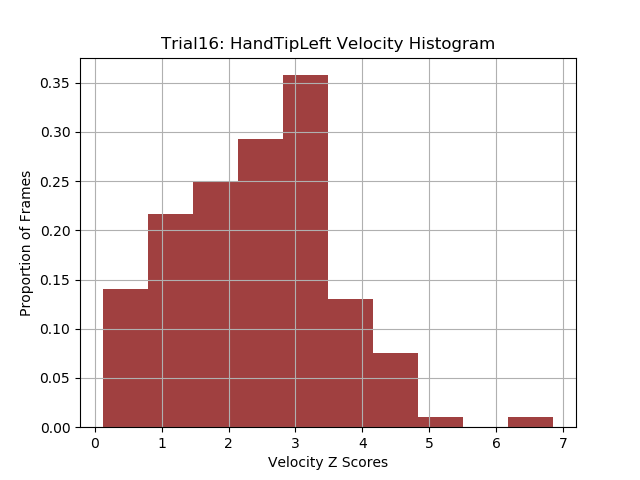 Trial16: HandTipLeft Velocity Histogram
0.35
0.30
0.25
0.20
0.15
0.10
0.05
0.00
Proportion of Frames
0 1 2 3 4 5 6 7
Velocity Z Scores